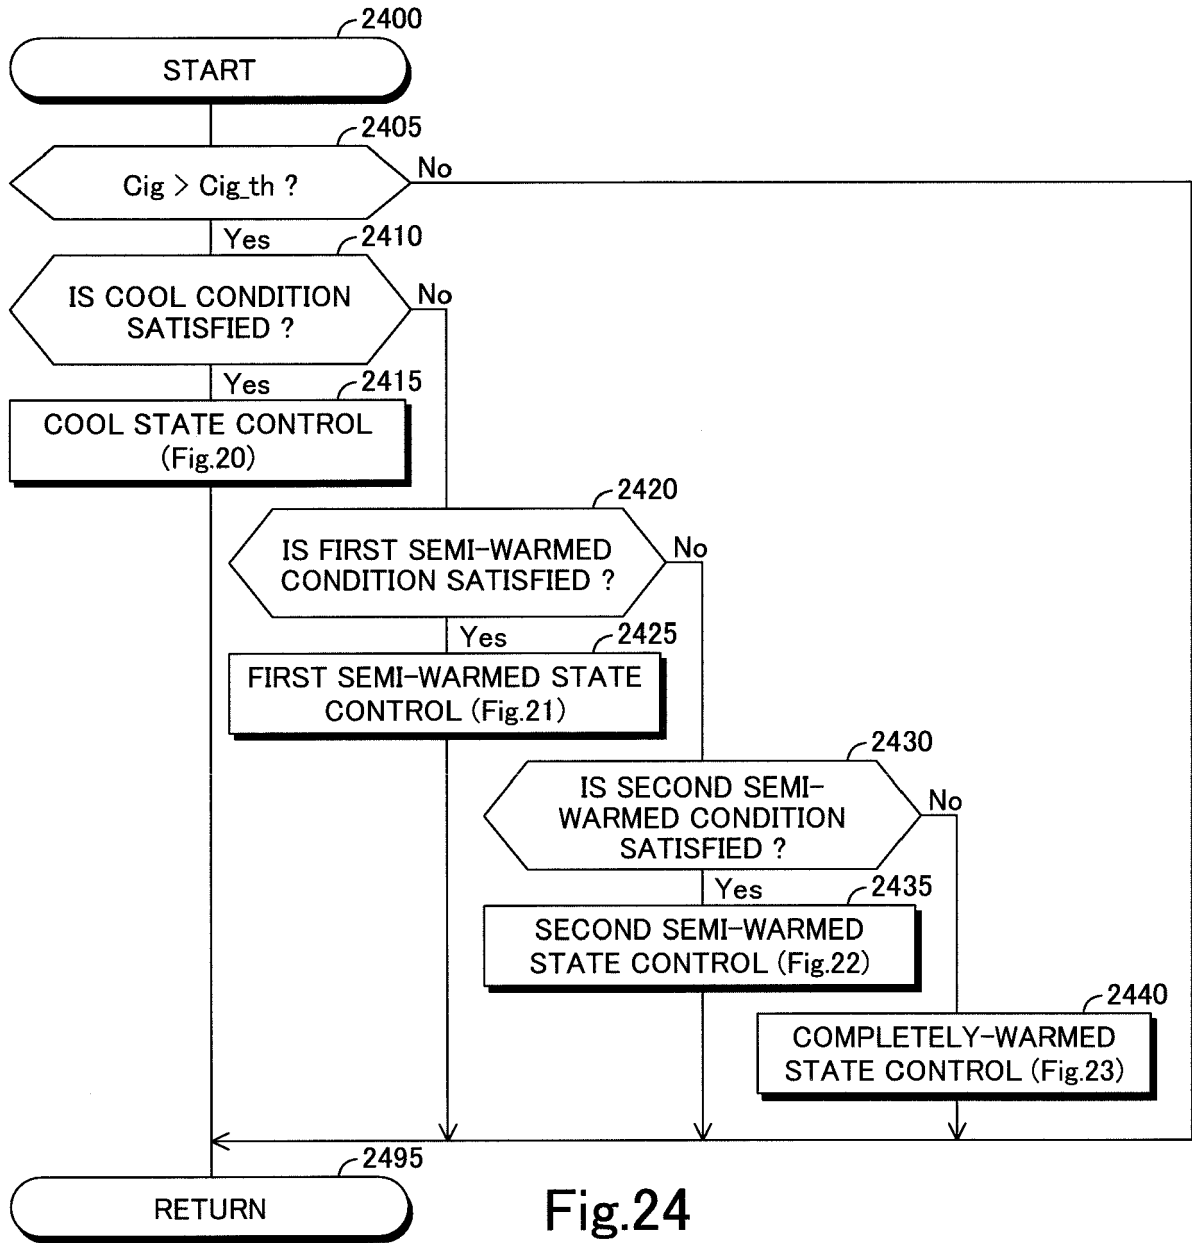 2400
START
2405
Cig > Cig_th ?
No
Yes
2410
IS COOL CONDITION
SATISFIED ?
No
Yes
2415
COOL STATE CONTROL
(Fig.20)
2420
IS FIRST SEMI-WARMED
CONDITION SATISFIED ?
No
Yes
2425
FIRST SEMI-WARMED STATE
CONTROL (Fig.21)
2430
IS SECOND SEMI-
WARMED CONDITION
SATISFIED ?
No
Yes
2435
SECOND SEMI-WARMED
STATE CONTROL (Fig.22)
2440
COMPLETELY-WARMED
STATE CONTROL (Fig.23)
2495
RETURN
Fig.24